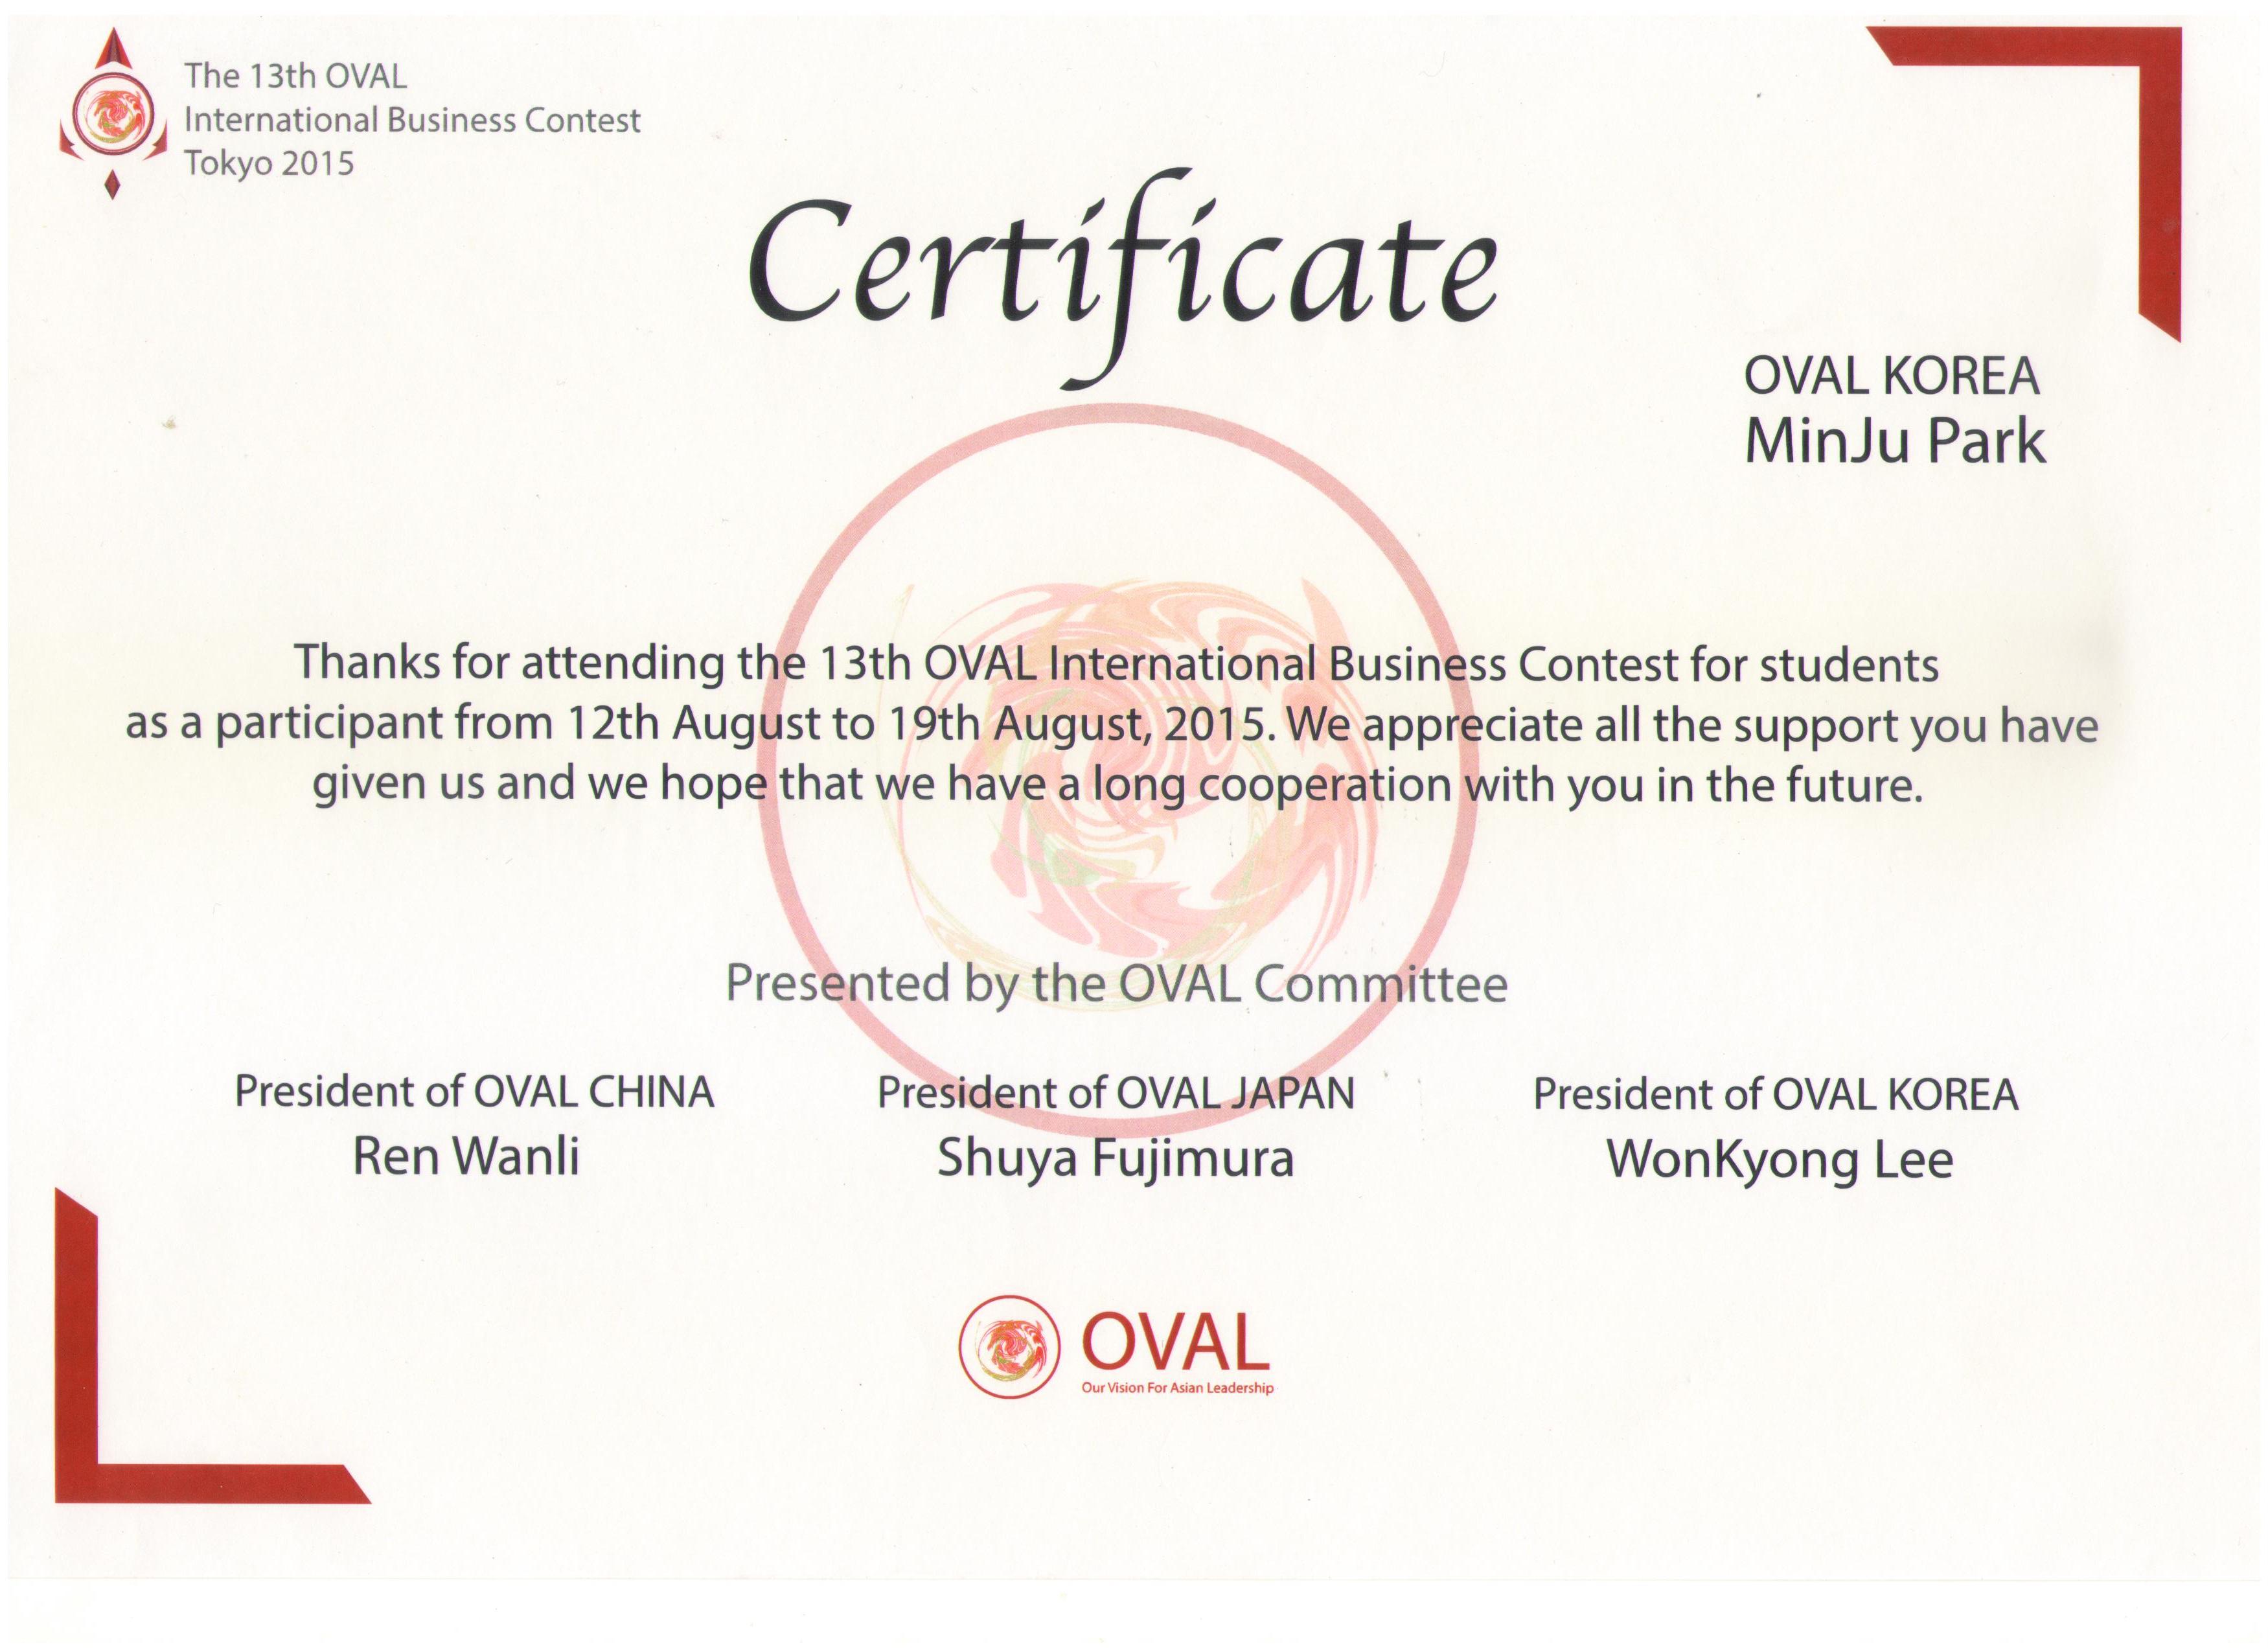 The 13th OVAL
International Business Contest
Tokyo 2015
Certificate
OVAL KOREA
MinJu Park
Thanks for attending the 13th OVAL International Business Contest for students
as a participant from 12th August to 19th August, 2015. We appreciate all the support you have
given us and we hope that we have a long cooperation with you in the future.
Presented by the OVAL Committee
President of OVAL CHINA
Ren Wanli
President of OVAL JAPAN
Shuya Fujimura
President of OVAL KOREA
WonKyong Lee
OVAL
Our Vision For Asian Leadership